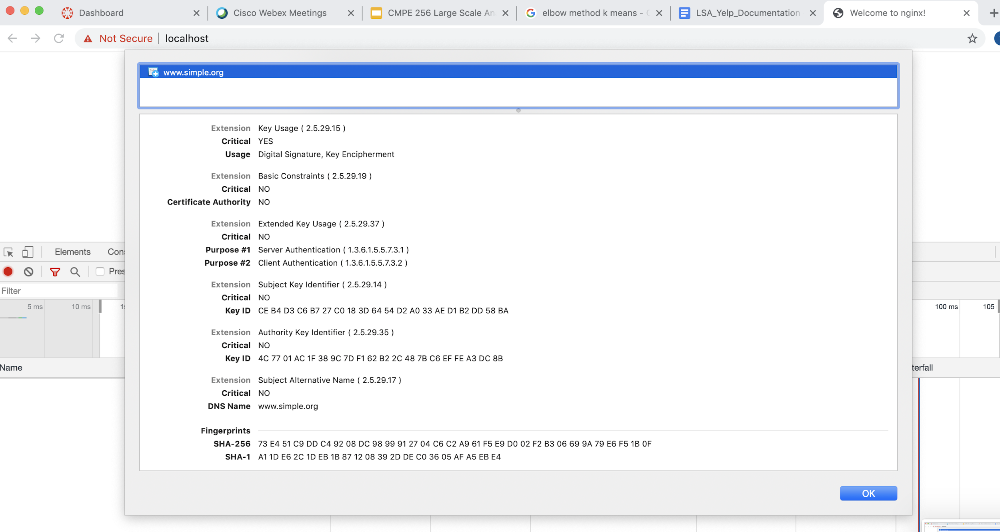 Dashboard
Cisco Webex Meetings
CMPE 256 Large Scale An
elbow method k means -
LSA_Yelp_Documentation
Welcome to nginx!
Not Secure
localhost
www.simple.org
Extension Key Usage ( 2.5.29.15 )
Critical YES
Usage Digital Signature, Key Encipherment
Extension Basic Constraints ( 2.5.29.19 )
Critical NO
Certificate Authority NO
Extension Extended Key Usage ( 2.5.29.37 )
Critical NO
Purpose #1 Server Authentication ( 1.3.6.1.5.5.7.3.1 )
Purpose #2 Client Authentication ( 1.3.6.1.5.5.7.3.2 )
Extension Subject Key Identifier ( 2.5.29.14 )
Critical NO
Key ID CE B4 D3 C6 B7 27 C0 18 3D 64 54 D2 A0 33 AE D1 B2 DD 58 BA
Extension Authority Key Identifier ( 2.5.29.35 )
Critical NO
Key ID 4C 77 01 AC 1F 38 9C 7D F1 62 B2 2C 48 7B C6 EF FE A3 DC 8B
Extension Subject Alternative Name ( 2.5.29.17 )
Critical NO
DNS Name www.simple.org
Fingerprints
SHA-256 73 E4 51 C9 DD C4 92 08 DC 98 99 91 27 04 C6 C2 A9 61 F5 E9 D0 02 F2 B3 06 69 9A 79 E6 F5 1B 0F
SHA-1 A1 1D E6 2C 1D EB 1B 87 12 08 39 2D DE C0 36 05 AF A5 EB E4
OK
Elements Con
Pres
Filter
5 ms 10 ms
100 ms 105
Name
terfall